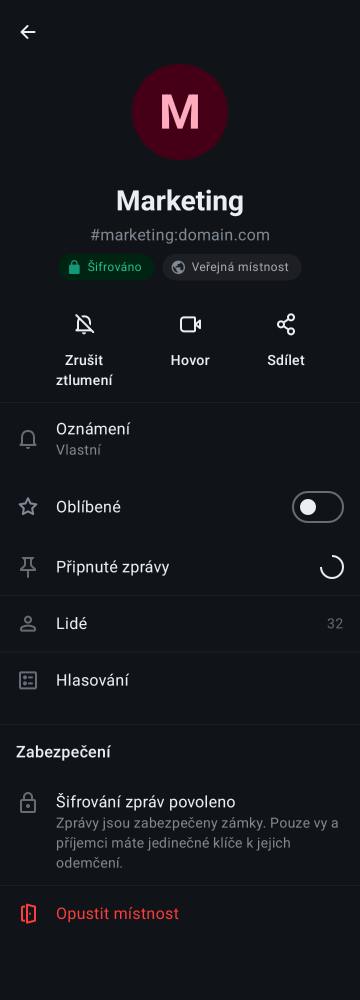 M
Marketing
#marketing:domain.com
Šifrováno
Veřejná místnost
Zrušit
ztlumení
Hovor
Sdílet
Oznámení
Vlastní
Oblíbené
Připnuté zprávy
Lidé
32
Hlasování
Zabezpečení
Šifrování zpráv povoleno
Zprávy jsou zabezpečeny zámky. Pouze vy a
příjemci máte jedinečné klíče k jejich
odemčení.
Opustit místnost